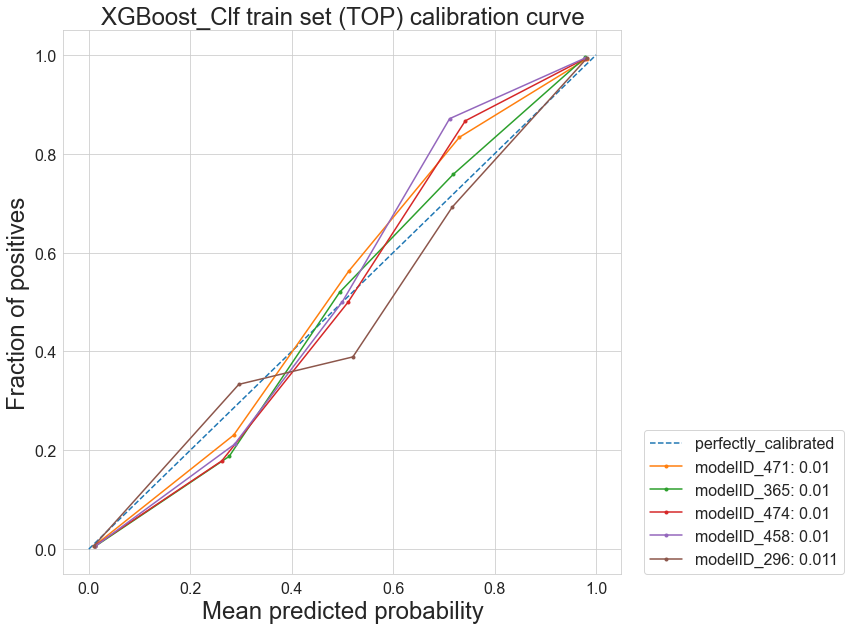 XGBoost_Clf train set (TOP) calibration curve
Fraction of positives
1.0
0.8
0.6
0.4
0.2
0.0
0.0 0.2 0.4 0.6 0.8 1.0
Mean predicted probability
perfectly_calibrated
modelID_471: 0.01
modelID_365: 0.01
modelID_474: 0.01
modelID_458: 0.01
modelID_296: 0.011